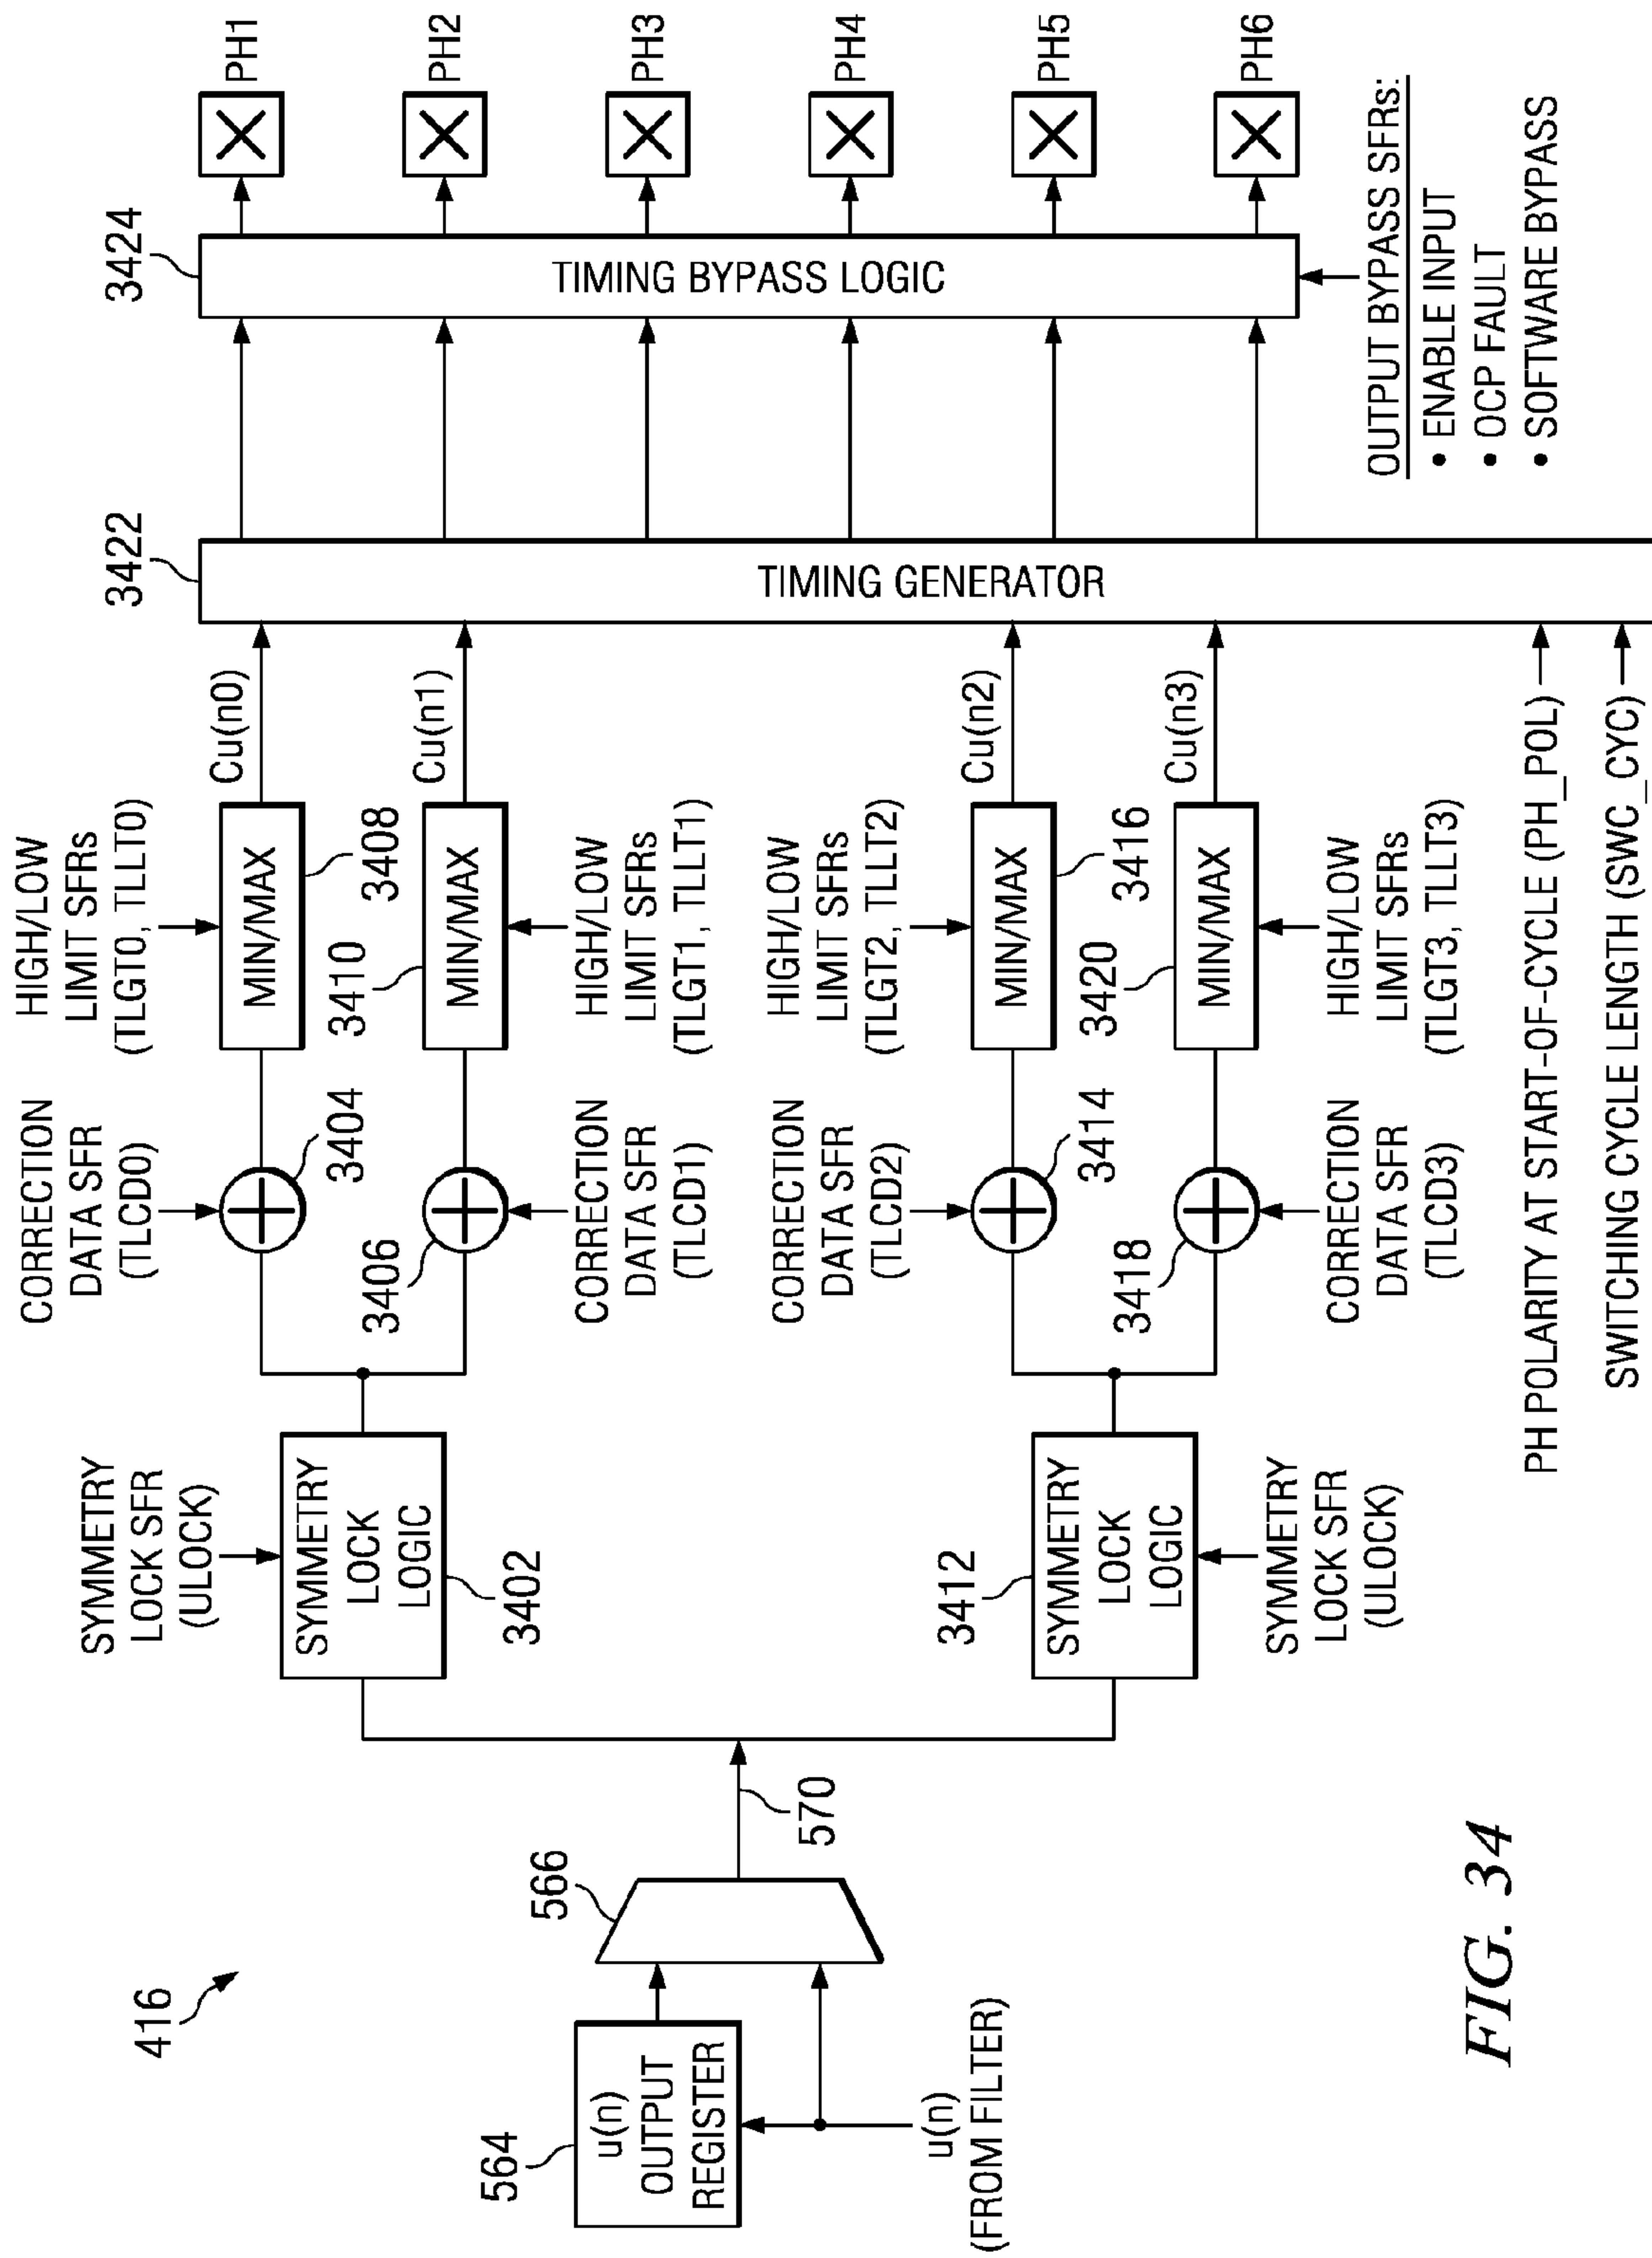 416
564
u(n)
OUTPUT
REGISTER
u(n)
(FROM FILTER)
566
570
SYMMETRY
LOCK SFR
(ULOCK)
SYMMETRY
LOCK
LOGIC
3402
3412
SYMMETRY
LOCK
LOGIC
SYMMETRY
LOCK SFR
(ULOCK)
CORRECTION
DATA SFR
(TLCD0)
3404
3406
CORRECTION
DATA SFR
(TLCD1)
CORRECTION
DATA SFR
(TLCD2)
3414
3418
CORRECTION
DATA SFR
(TLCD3)
HIGH/LOW
LIMIT SFRs
(TLGT0, TLLT0)
MIN/MAX
3408
3410
MIN/MAX
HIGH/LOW
LIMIT SFRs
(TLGT1, TLLT1)
HIGH/LOW
LIMIT SFRs
(TLGT2, TLLT2)
MIN/MAX
3416
3420
MIN/MAX
HIGH/LOW
LIMIT SFRs
(TLGT3, TLLT3)
Cu(n0)
Cu(n1)
Cu(n2)
Cu(n3)
PH POLARITY AT START-OF-CYCLE (PH_POL)
SWITCHING CYCLE LENGTH (SWC_CYC)
3422
TIMING GENERATOR
3424
TIMING BYPASS LOGIC
PH1
PH2
PH3
PH4
PH5
PH6
OUTPUT BYPASS SFRs:
• ENABLE INPUT
• OCP FAULT
• SOFTWARE BYPASS
FIG. 34